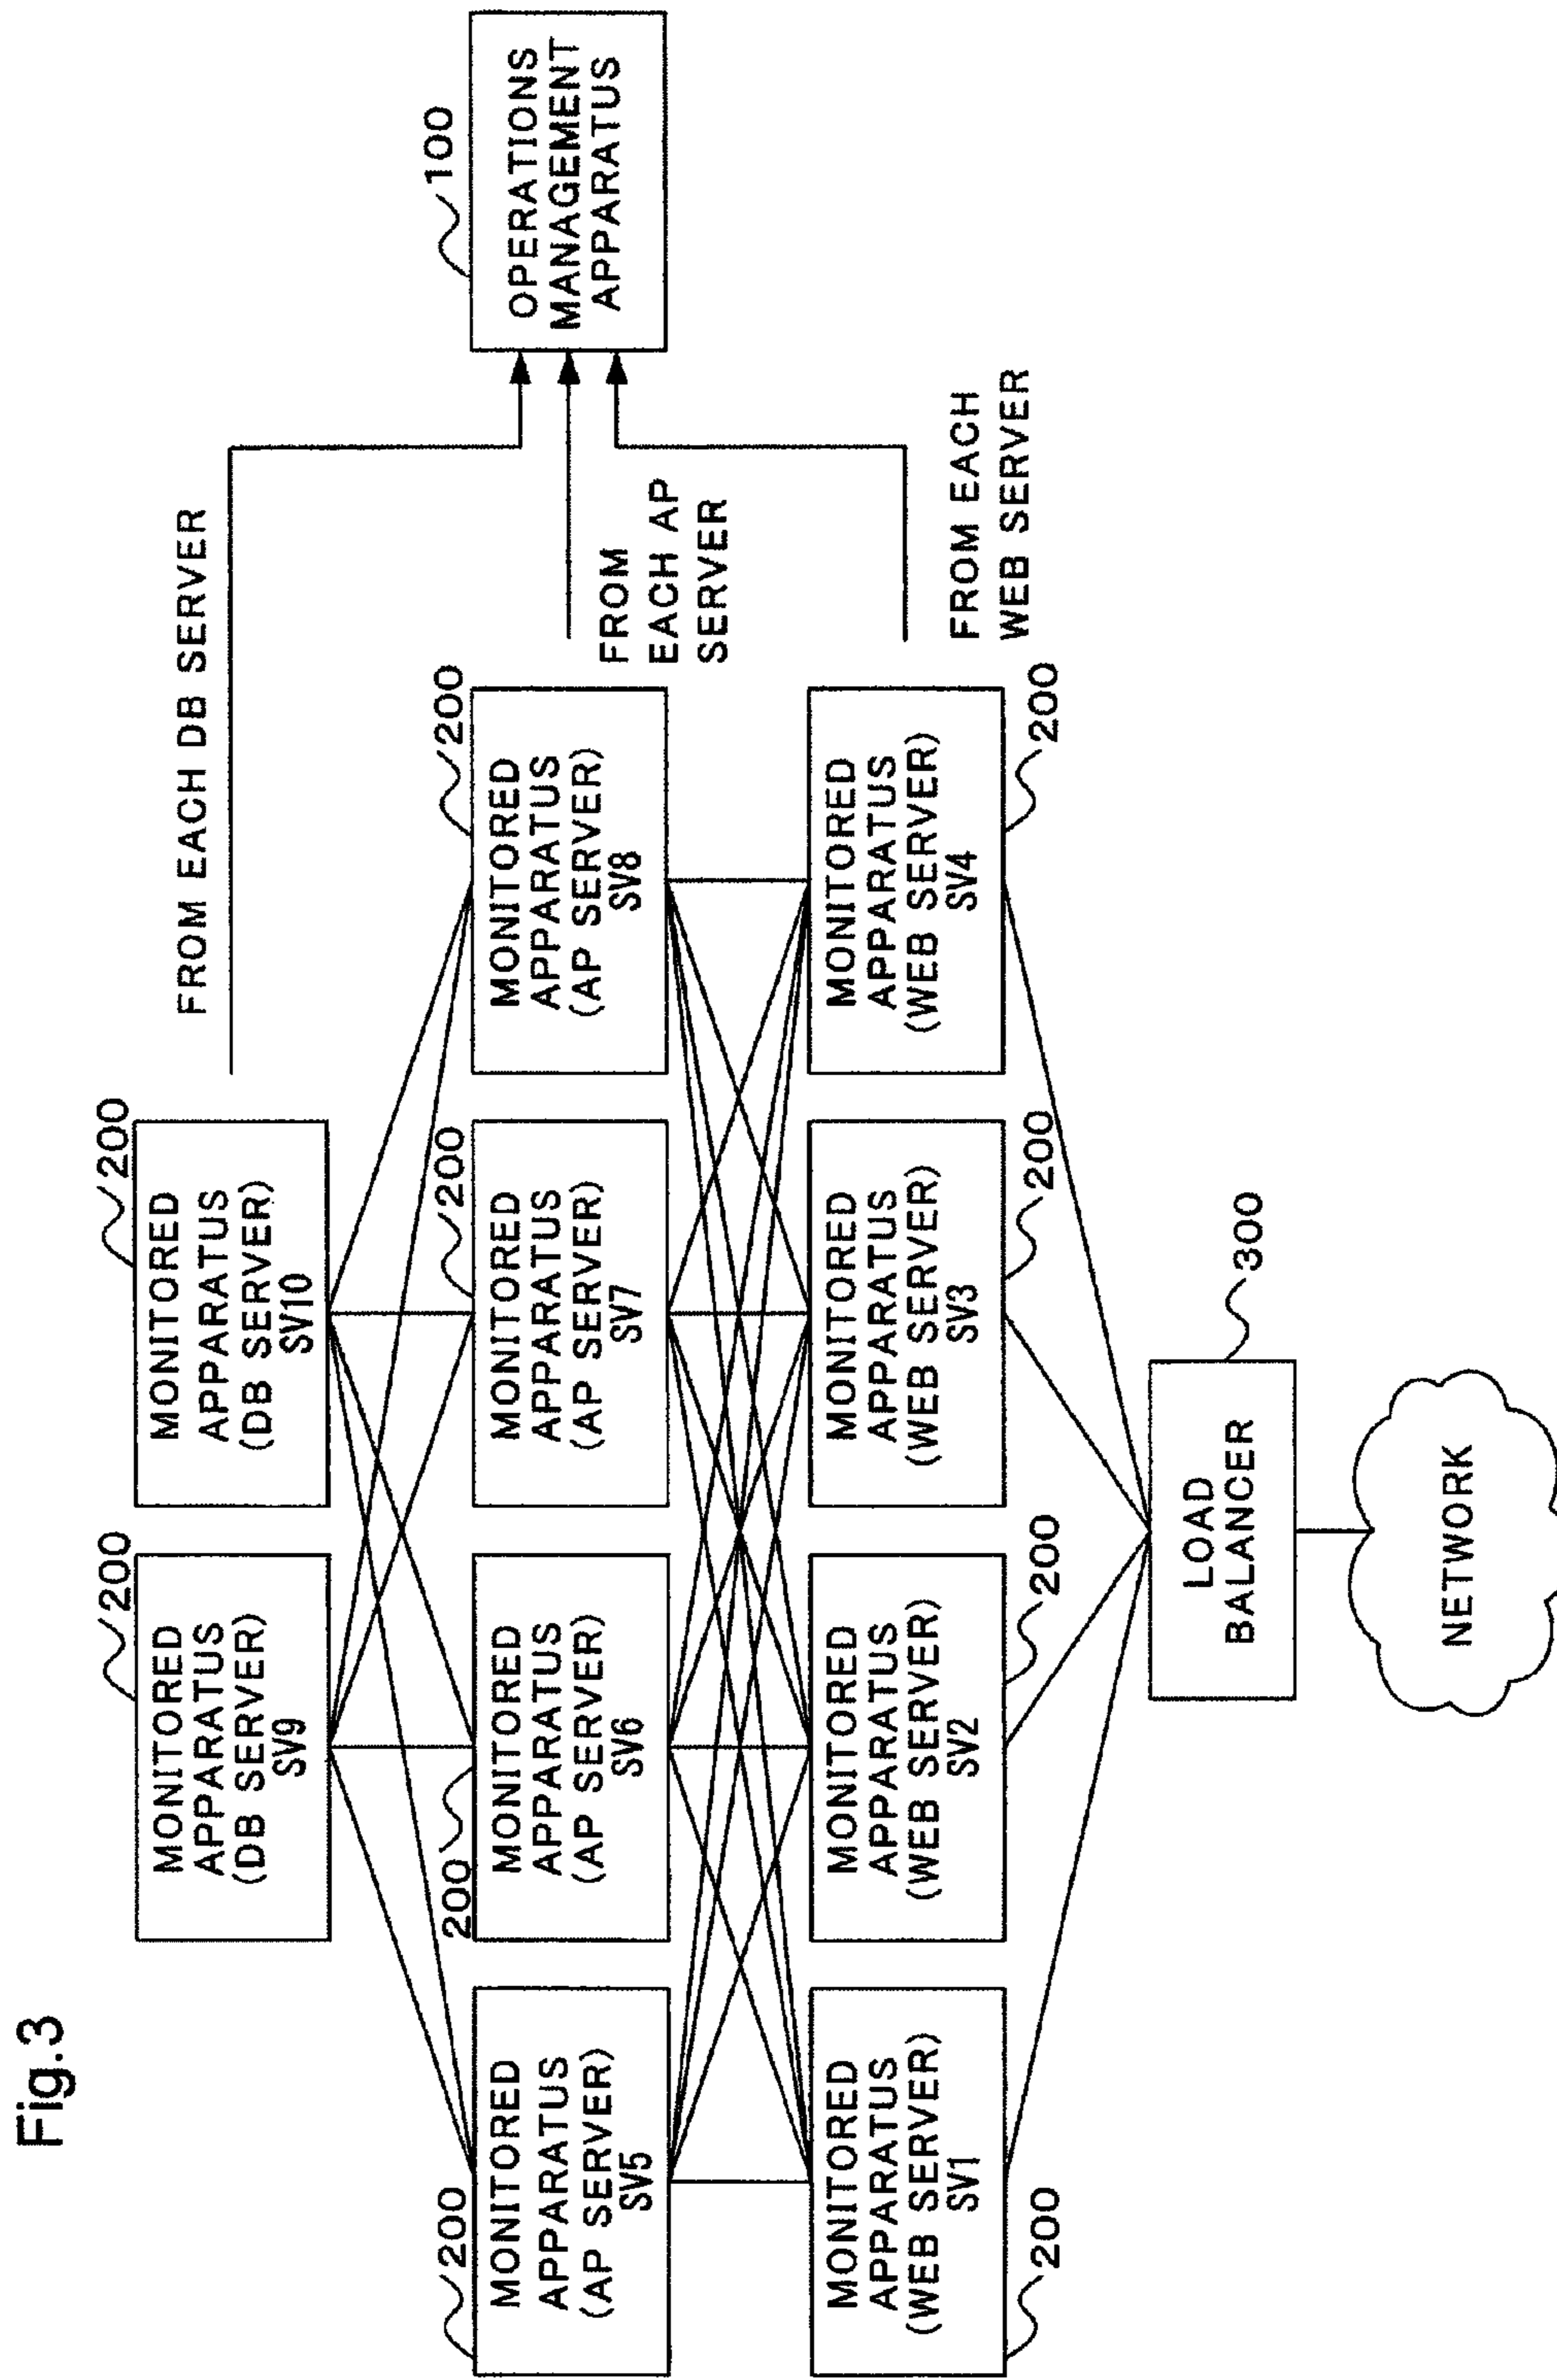 Fig.3
200
MONITORED
APPARATUS
(DB SERVER)
SV9
200
MONITORED
APPARATUS
(DB SERVER)
SV10
FROM EACH DB SERVER
200
MONITORED
APPARATUS
(AP SERVER)
SV5
200
MONITORED
APPARATUS
(AP SERVER)
SV6
200
MONITORED
APPARATUS
(AP SERVER)
SV7
200
MONITORED
APPARATUS
(AP SERVER)
SV8
FROM
EACH AP
SERVER
100
OPERATIONS
MANAGEMENT
APPARATUS
MONITORED
APPARATUS
(WEB SERVER)
SV1
200
MONITORED
APPARATUS
(WEB SERVER)
SV2
200
MONITORED
APPARATUS
(WEB SERVER)
SV3
200
MONITORED
APPARATUS
(WEB SERVER)
SV4
200
FROM EACH
WEB SERVER
LOAD
BALANCER
300
NETWORK